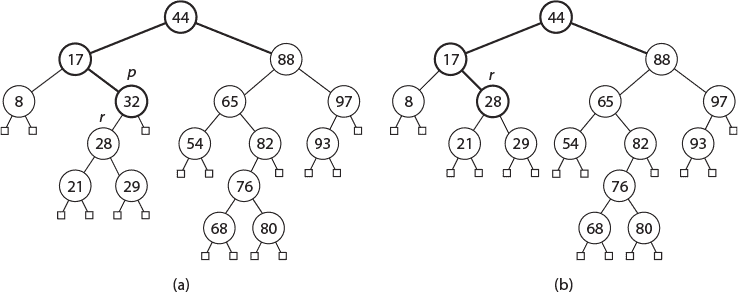 44 44
17 88 17 88
p r
8 32 65 97 8 28 65 97
r
28 54 82 93 21 29 54 82 93
21 29 76 76
68 80 68 80
(a) (b)